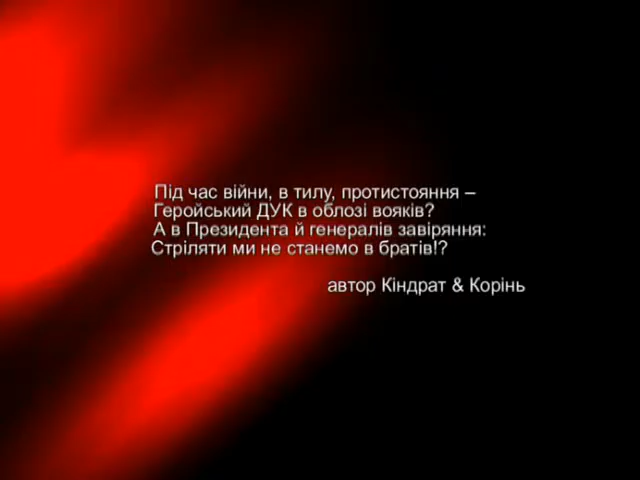 Під час війни, в тилу, протистояння –
Геройський ДУК в облозі вояків?
А в Президента й генералів завіряння:
Стріляти ми не станемо в братів!?
автор Кіндрат & Корінь